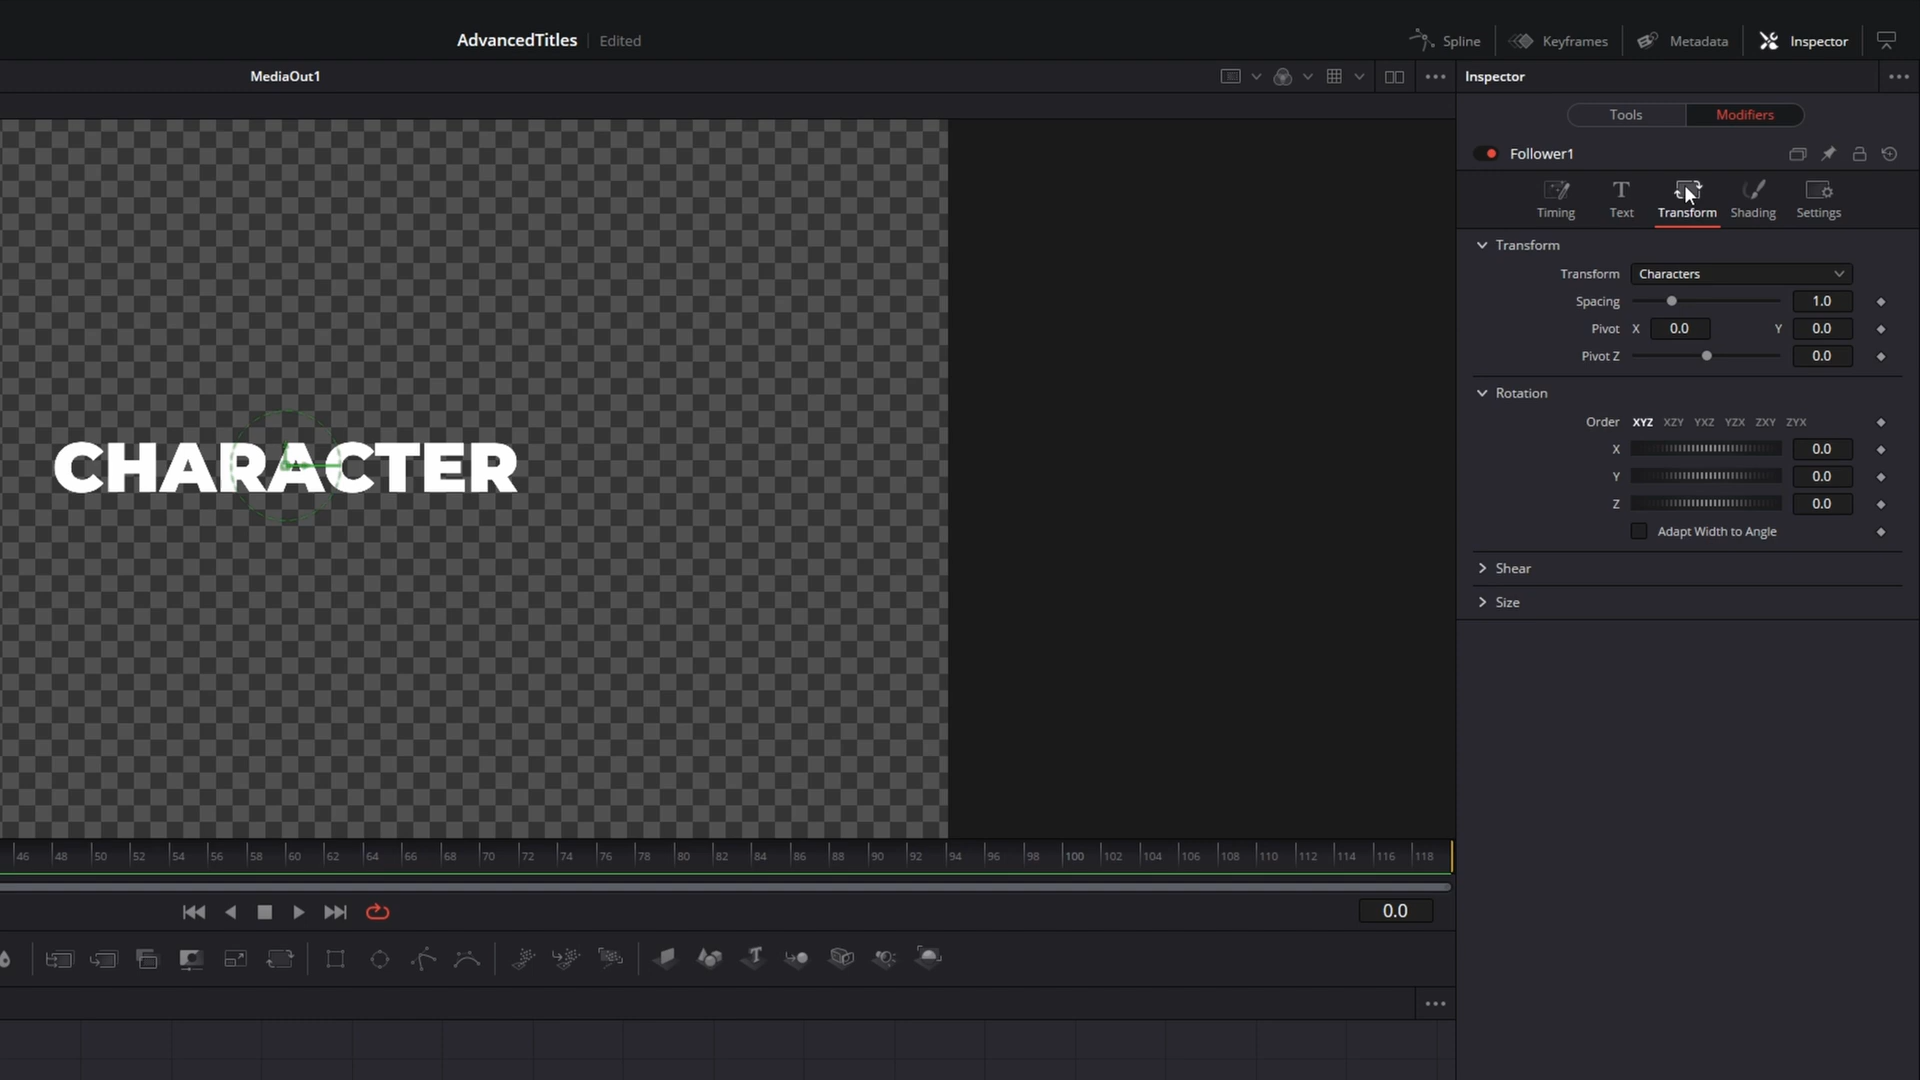 AdvancedTitles Edited
Spline Keyframes Metadata Inspector
MediaOut1
Inspector
Tools Modifiers
Follower1
Timing Text Transform Shading Settings
Transform
Transform Characters
Spacing 1.0
Pivot X 0.0 Y 0.0
Pivot Z 0.0
Rotation
Order XYZ XZY YXZ YZX ZXY ZYX
X 0.0
Y 0.0
Z 0.0
Adapt Width to Angle
Shear
Size
CHARACTER
46 48 50 52 54 56 58 60 62 64 66 68 70 72 74 76 78 80 82 84 86 88 90 92 94 96 98 100 102 104 106 108 110 112 114 116 118
0.0